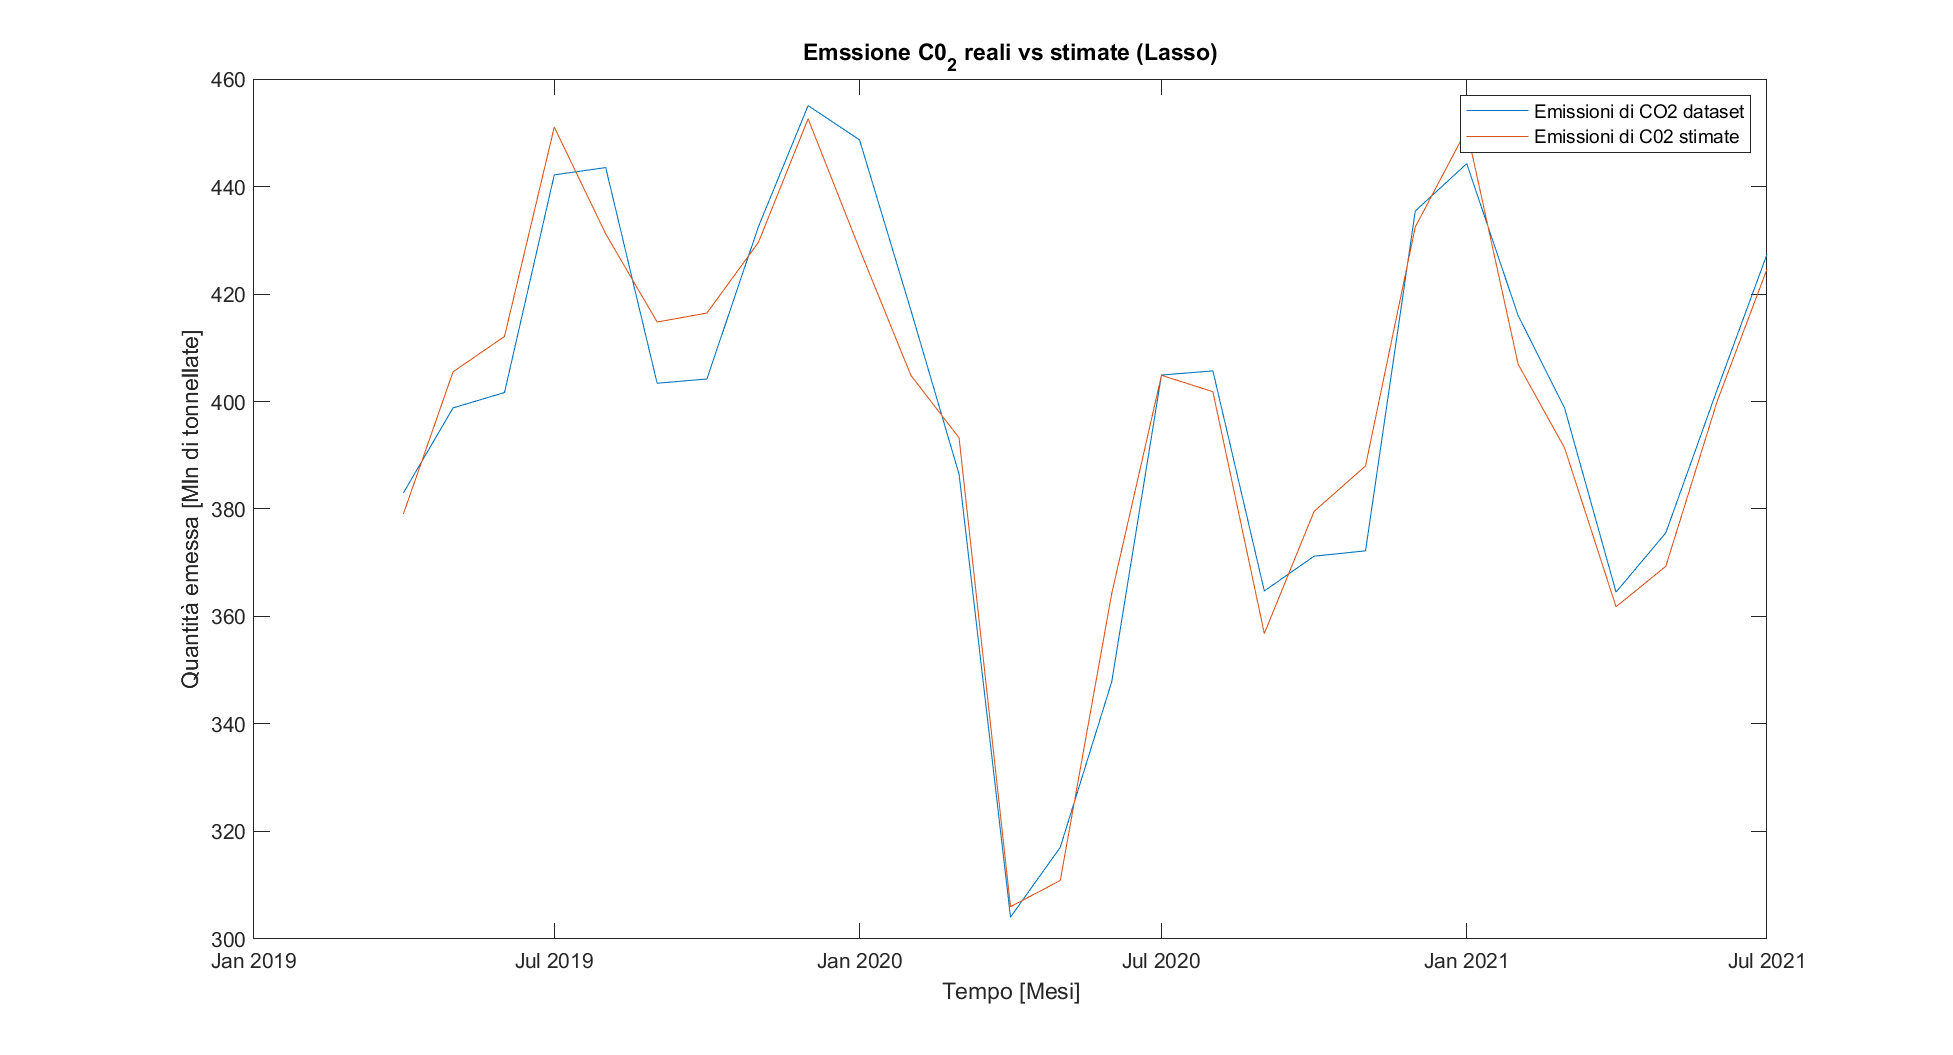 Emssione C0₂ reali vs stimate (Lasso)
Emissioni di CO2 dataset
Emissioni di C02 stimate
Quantità emessa [Mln di tonnellate]
460
440
420
400
380
360
340
320
300
Jan 2019 Jul 2019 Jan 2020 Jul 2020 Jan 2021 Jul 2021
Tempo [Mesi]